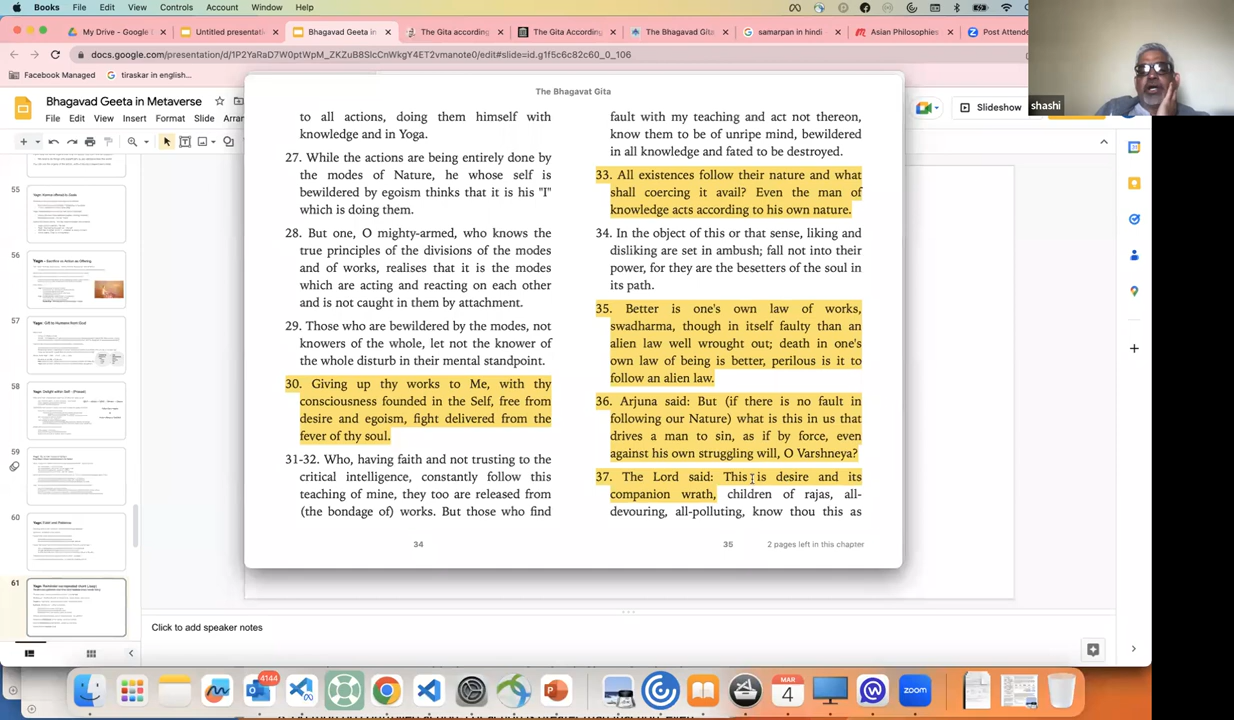 Books
File
Edit
View
Controls
Account
Window
Help
My Drive - Google
Untitled presentati
Bhagavad Geeta in
The Gita according
The Gita According
The Bhagavad Gita
samarpan in hindi
Asian Philosophies
Post Attende
docs.google.com/presentation/d/1P2YaRaD7W0ptWpM_ZKZuB8SlcCnWkgY4ET2vmanote0/edit#slide=id.g1f5c6c82c60_0_106
Facebook Managed
tiraskar in english...
Bhagavad Geeta in Metaverse
File Edit View Insert Format Slide Arran
Slideshow
shashi
The Bhagavat Gita
to all actions, doing them himself with
knowledge and in Yoga.
27. While the actions are being entirely done by
the modes of Nature, he whose self is
bewildered by egoism thinks that it is his "I"
which is doing them.
28. But one, O mighty-armed, who knows the
true principles of the divisions of the modes
and of works, realises that it is the modes
which are acting and reacting on each other
and is not caught in them by attachment.
29. Those who are bewildered by the modes, not
knowers of the whole, let not the knower of
the whole disturb in their mental standpoint.
30. Giving up thy works to Me, with thy
consciousness founded in the Self, free from
desire and egoism, fight delivered from the
fever of thy soul.
31-32. Who, having faith and not trusting to the
critical intelligence, constantly follow this
teaching of mine, they too are released from
(the bondage of) works. But those who find
34
fault with my teaching and act not thereon,
know them to be of unripe mind, bewildered
in all knowledge and fated to be destroyed.
33. All existences follow their nature and what
shall coercing it avail? Even the man of
knowledge acts according to his own nature.
34. In the object of this or that sense, liking and
disliking are set in ambush; fall not into their
power, for they are the besetters of the soul in
its path.
35. Better is one's own law of works,
swadharma, though in itself faulty than an
alien law well wrought out; death in one's
own law of being is better, perilous is it to
follow an alien law.
36. Arjuna said: But (if there is no fault in
following our Nature) what is this in us that
drives a man to sin, as if by force, even
against his own struggling will, O Varshneya?
37. The Lord said: This is desire and its
companion wrath, children of rajas, all-
devouring, all-polluting, know thou this as
35
2 pages left in this chapter
55
56
57
58
59
60
61
Click to add speaker notes
4144
MAR
4
zoom